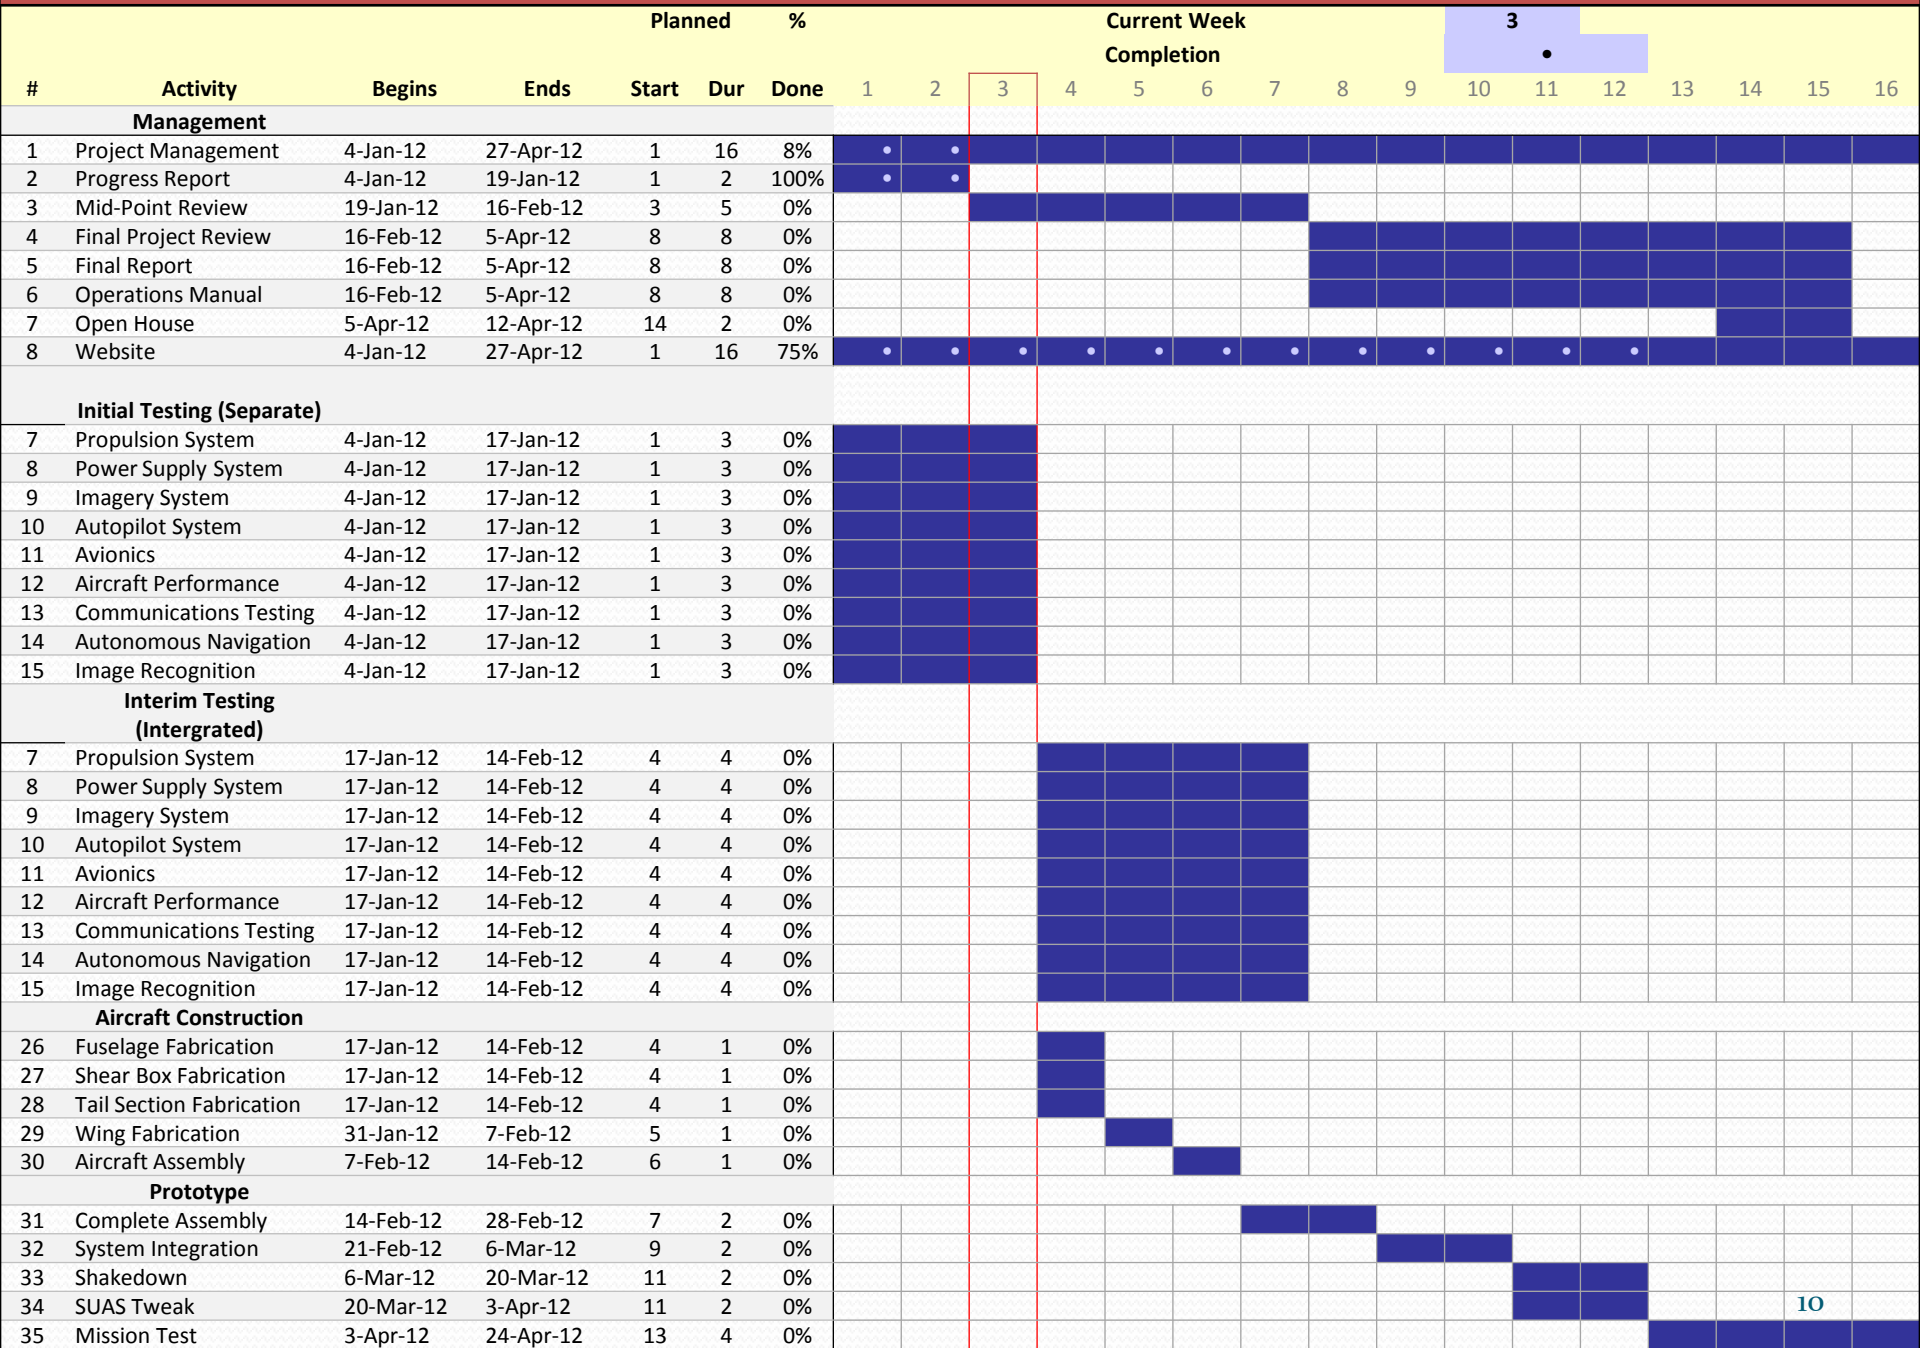 Planned % Current Week 3
Completion •
# Activity Begins Ends Start Dur Done 1 2 3 4 5 6 7 8 9 10 11 12 13 14 15 16
Management
1 Project Management 4-Jan-12 27-Apr-12 1 16 8%
2 Progress Report 4-Jan-12 19-Jan-12 1 2 100%
3 Mid-Point Review 19-Jan-12 16-Feb-12 3 5 0%
4 Final Project Review 16-Feb-12 5-Apr-12 8 8 0%
5 Final Report 16-Feb-12 5-Apr-12 8 8 0%
6 Operations Manual 16-Feb-12 5-Apr-12 8 8 0%
7 Open House 5-Apr-12 12-Apr-12 14 2 0%
8 Website 4-Jan-12 27-Apr-12 1 16 75%
Initial Testing (Separate)
7 Propulsion System 4-Jan-12 17-Jan-12 1 3 0%
8 Power Supply System 4-Jan-12 17-Jan-12 1 3 0%
9 Imagery System 4-Jan-12 17-Jan-12 1 3 0%
10 Autopilot System 4-Jan-12 17-Jan-12 1 3 0%
11 Avionics 4-Jan-12 17-Jan-12 1 3 0%
12 Aircraft Performance 4-Jan-12 17-Jan-12 1 3 0%
13 Communications Testing 4-Jan-12 17-Jan-12 1 3 0%
14 Autonomous Navigation 4-Jan-12 17-Jan-12 1 3 0%
15 Image Recognition 4-Jan-12 17-Jan-12 1 3 0%
Interim Testing
(Intergrated)
7 Propulsion System 17-Jan-12 14-Feb-12 4 4 0%
8 Power Supply System 17-Jan-12 14-Feb-12 4 4 0%
9 Imagery System 17-Jan-12 14-Feb-12 4 4 0%
10 Autopilot System 17-Jan-12 14-Feb-12 4 4 0%
11 Avionics 17-Jan-12 14-Feb-12 4 4 0%
12 Aircraft Performance 17-Jan-12 14-Feb-12 4 4 0%
13 Communications Testing 17-Jan-12 14-Feb-12 4 4 0%
14 Autonomous Navigation 17-Jan-12 14-Feb-12 4 4 0%
15 Image Recognition 17-Jan-12 14-Feb-12 4 4 0%
Aircraft Construction
26 Fuselage Fabrication 17-Jan-12 14-Feb-12 4 1 0%
27 Shear Box Fabrication 17-Jan-12 14-Feb-12 4 1 0%
28 Tail Section Fabrication 17-Jan-12 14-Feb-12 4 1 0%
29 Wing Fabrication 31-Jan-12 7-Feb-12 5 1 0%
30 Aircraft Assembly 7-Feb-12 14-Feb-12 6 1 0%
Prototype
31 Complete Assembly 14-Feb-12 28-Feb-12 7 2 0%
32 System Integration 21-Feb-12 6-Mar-12 9 2 0%
33 Shakedown 6-Mar-12 20-Mar-12 11 2 0%
34 SUAS Tweak 20-Mar-12 3-Apr-12 11 2 0% 10
35 Mission Test 3-Apr-12 24-Apr-12 13 4 0%